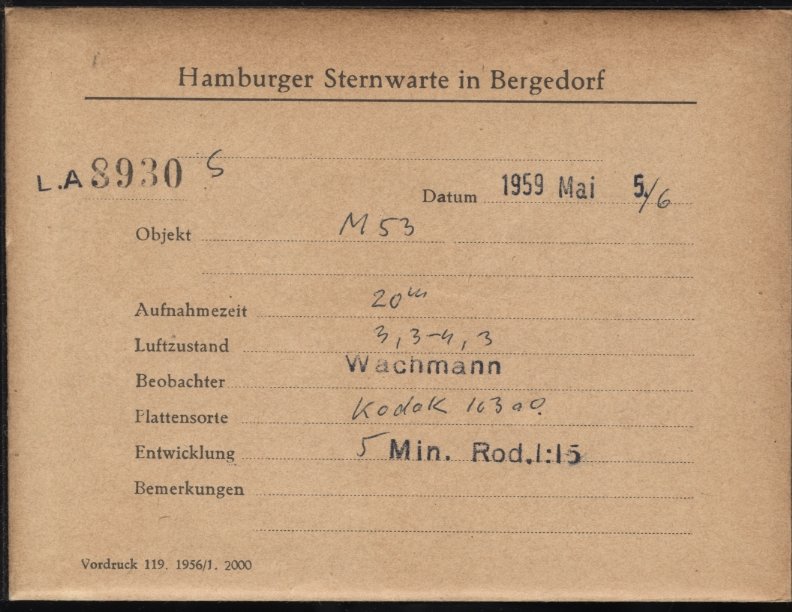 Hamburger Sternwarte in Bergedorf
L.A 8930 S
Datum 1959 Mai 5./6
Objekt M 53
Aufnahmezeit 20m
Luftzustand 3, 3-4, 3
Beobachter Wachmann
Plattensorte Kodak 103 a O.
Entwicklung 5 Min. Rod.1:15
Bemerkungen
Vordruck 119. 1956/1. 2000